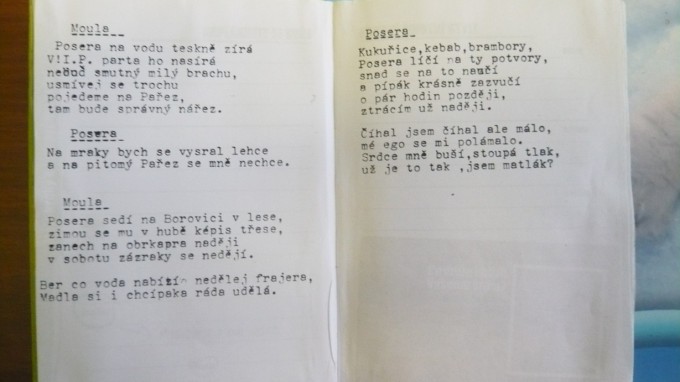 Moula
Posera na vodu teskně zírá
V!I.P. parta ho nasírá
nebuď smutný milý brachu,
usmívej se trochu
pojedeme na Pařez,
tam bude správný nářez.
Posera
Na mraky bych se vysral lehce
a na pitomý Pařez se mně nechce.
Moula
Posera sedí na Borovici v lese,
zimou se mu v hubě képis třese,
zanech na obrkapra naději
v sobotu zázraky se nedějí.
Ber co voda nabízí nedělej frajera,
Madla si i chcípáka ráda udělá.
Posera
Kukuřice,kebab,brambory,
Posera líčí na ty potvory,
snad se na to naučí
a pípák krásně zazvučí
o pár hodin později,
ztrácím už naději.
Číhal jsem číhal ale málo,
mé ego se mi polámalo.
Srdce mně buší,stoupá tlak,
už je to tak ,jsem matlák?